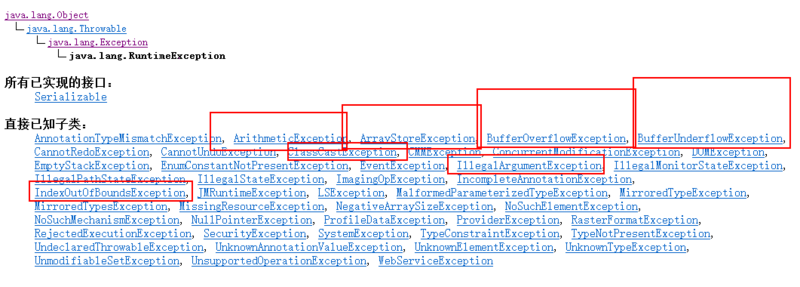 java.lang.Object
java.lang.Throwable
java.lang.Exception
java.lang.RuntimeException
所有已实现的接口：
Serializable
直接已知子类：
AnnotationTypeMismatchException, ArithmeticException, ArrayStoreException, BufferOverflowException, BufferUnderflowException,
CannotRedoException, CannotUndoException, ClassCastException, CMMException, ConcurrentModificationException, DOMException,
EmptyStackException, EnumConstantNotPresentException, EventException, IllegalArgumentException, IllegalMonitorStateException,
IllegalPathStateException, IllegalStateException, ImagingOpException, IncompleteAnnotationException,
IndexOutOfBoundsException, JMRuntimeException, LSException, MalformedParameterizedTypeException, MirroredTypeException,
MirroredTypesException, MissingResourceException, NegativeArraySizeException, NoSuchElementException,
NoSuchMechanismException, NullPointerException, ProfileDataException, ProviderException, RasterFormatException,
RejectedExecutionException, SecurityException, SystemException, TypeConstraintException, TypeNotPresentException,
UndeclaredThrowableException, UnknownAnnotationValueException, UnknownElementException, UnknownTypeException,
UnmodifiableSetException, UnsupportedOperationException, WebServiceException